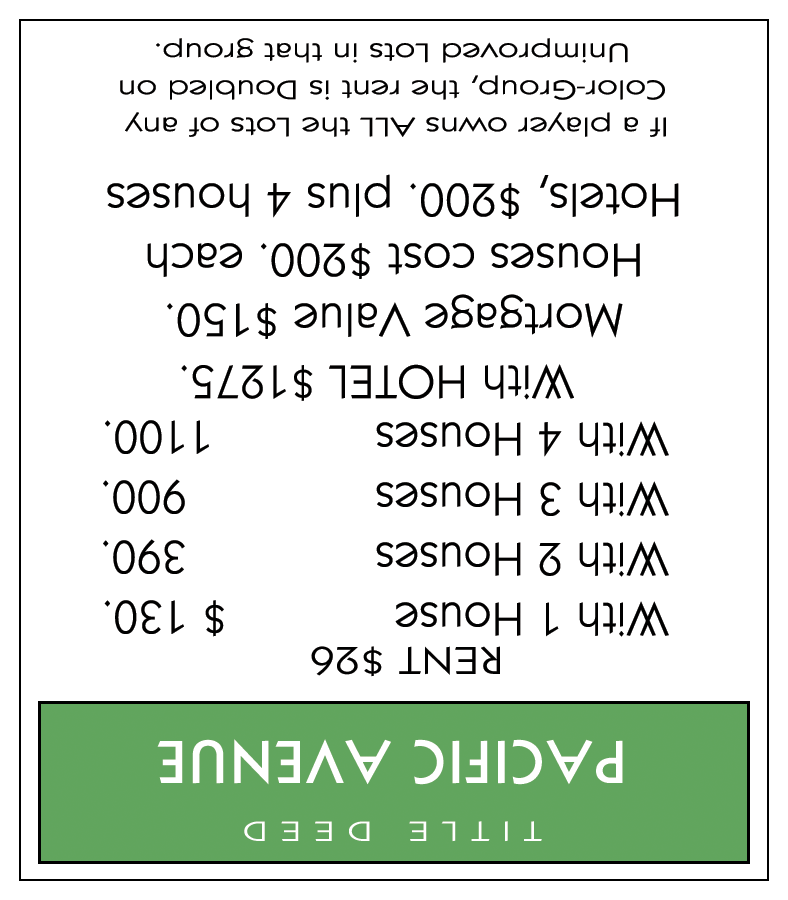 TITLE DEED
PACIFIC AVENUE
RENT $26
With 1 House $ 130.
With 2 Houses 390.
With 3 Houses 900.
With 4 Houses 1100.
With HOTEL $1275.
Mortgage Value $150.
Houses cost $200. each
Hotels, $200. plus 4 houses
If a player owns ALL the Lots of any
Color-Group, the rent is Doubled on
Unimproved Lots in that group.